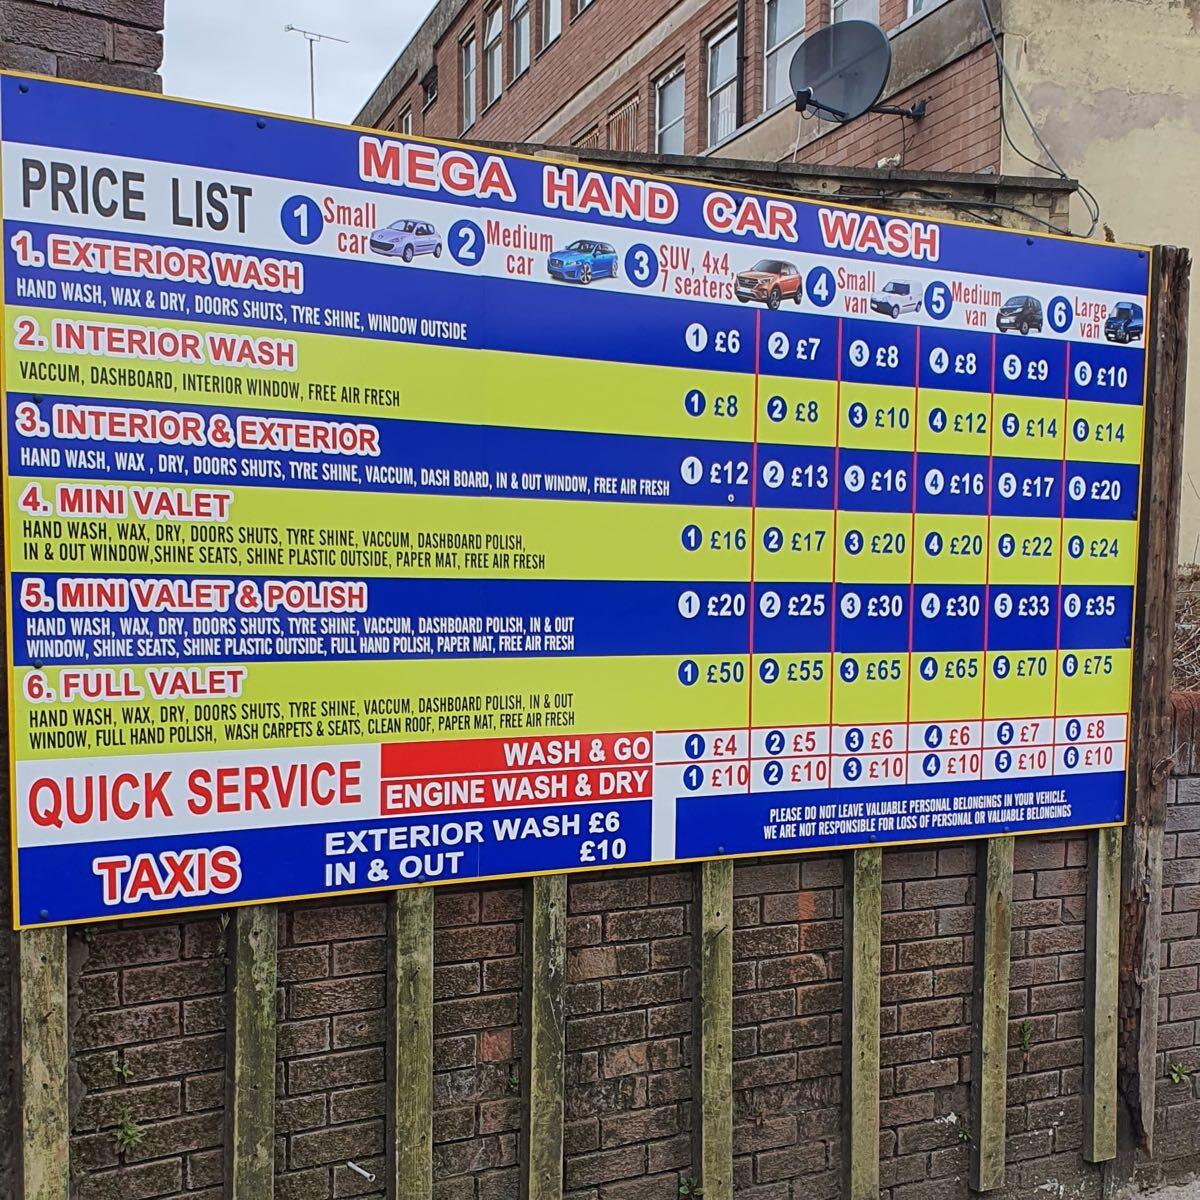 MEGA HAND CAR WASH
PRICE LIST
1 Small car
2 Medium car
3 SUV, 4x4, 7 seaters
4 Small van
5 Medium van
6 Large van
1. EXTERIOR WASH
HAND WASH, WAX & DRY, DOORS SHUTS, TYRE SHINE, WINDOW OUTSIDE
1 £6 2 £7 3 £8 4 £8 5 £9 6 £10
2. INTERIOR WASH
VACCUM, DASHBOARD, INTERIOR WINDOW, FREE AIR FRESH
1 £8 2 £8 3 £10 4 £12 5 £14 6 £14
3. INTERIOR & EXTERIOR
HAND WASH, WAX , DRY, DOORS SHUTS, TYRE SHINE, VACCUM, DASH BOARD, IN & OUT WINDOW, FREE AIR FRESH
1 £12 2 £13 3 £16 4 £16 5 £17 6 £20
4. MINI VALET
HAND WASH, WAX, DRY, DOORS SHUTS, TYRE SHINE, VACCUM, DASHBOARD POLISH,
IN & OUT WINDOW,SHINE SEATS, SHINE PLASTIC OUTSIDE, PAPER MAT, FREE AIR FRESH
1 £16 2 £17 3 £20 4 £20 5 £22 6 £24
5. MINI VALET & POLISH
HAND WASH, WAX, DRY, DOORS SHUTS, TYRE SHINE, VACCUM, DASHBOARD POLISH, IN & OUT
WINDOW, SHINE SEATS, SHINE PLASTIC OUTSIDE, FULL HAND POLISH, PAPER MAT, FREE AIR FRESH
1 £20 2 £25 3 £30 4 £30 5 £33 6 £35
6. FULL VALET
HAND WASH, WAX, DRY, DOORS SHUTS, TYRE SHINE, VACCUM, DASHBOARD POLISH, IN & OUT
WINDOW, FULL HAND POLISH, WASH CARPETS & SEATS, CLEAN ROOF, PAPER MAT, FREE AIR FRESH
1 £50 2 £55 3 £65 4 £65 5 £70 6 £75
QUICK SERVICE
WASH & GO
1 £4 2 £5 3 £6 4 £6 5 £7 6 £8
ENGINE WASH & DRY
1 £10 2 £10 3 £10 4 £10 5 £10 6 £10
TAXIS
EXTERIOR WASH £6
IN & OUT £10
PLEASE DO NOT LEAVE VALUABLE PERSONAL BELONGINGS IN YOUR VEHICLE.
WE ARE NOT RESPONSIBLE FOR LOSS OF PERSONAL OR VALUABLE BELONGINGS